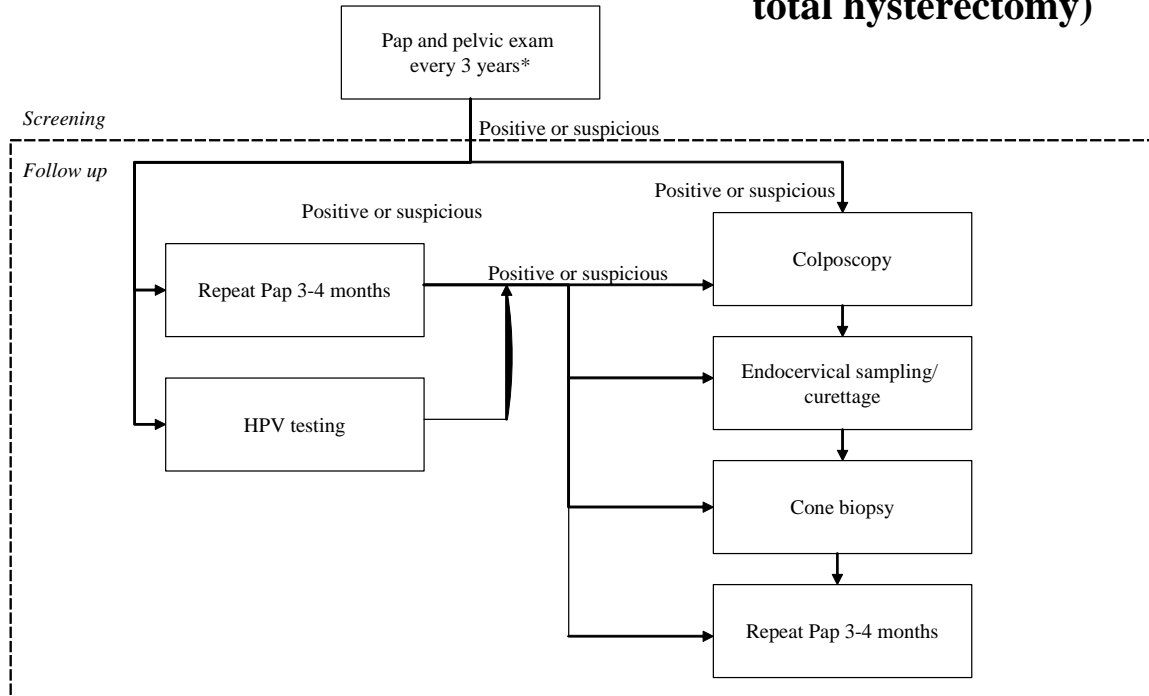 total hysterectomy)
Pap and pelvic exam
every 3 years*
Screening
Positive or suspicious
Follow up
Positive or suspicious
Positive or suspicious
Colposcopy
Repeat Pap 3-4 months
Positive or suspicious
Endocervical sampling/
curettage
HPV testing
Cone biopsy
Repeat Pap 3-4 months